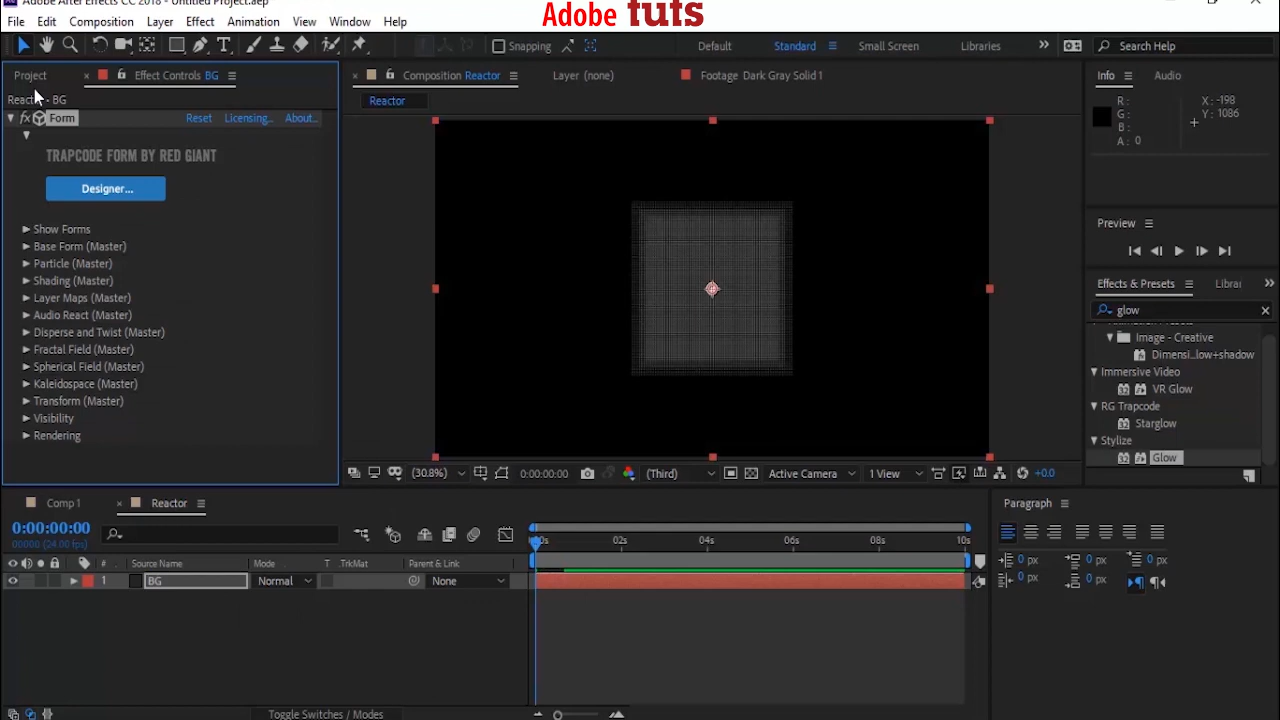 Adobe After Effects CC 2018 - Untitled Project.aep
Adobe tuts
File Edit Composition Layer Effect Animation View Window Help
Snapping Default Standard Small Screen Libraries Search Help
Project Effect Controls BG Composition Reactor Layer (none) Footage Dark Gray Solid 1 Info Audio
Reactor - BG
Reactor
R: X: -198
G: Y: 1086
B:
A: 0
fx Form Reset Licensing... About...
TRAPCODE FORM BY RED GIANT
Designer...
Show Forms
Base Form (Master)
Particle (Master)
Shading (Master)
Layer Maps (Master)
Audio React (Master)
Disperse and Twist (Master)
Fractal Field (Master)
Spherical Field (Master)
Kaleidospace (Master)
Transform (Master)
Visibility
Rendering
Preview
Effects & Presets Librar
glow
Image - Creative
Dimensi...low+shadow
Immersive Video
VR Glow
RG Trapcode
Starglow
Stylize
Glow
(30.8%) 0:00:00:00 (Third) Active Camera 1 View +0.0
Comp 1 Reactor
0:00:00:00
00000 (24.00 fps)
02s 04s 06s 08s 10s
# Source Name Mode T .TrkMat Parent & Link
1 BG Normal None
Toggle Switches / Modes
Paragraph
0 px 0 px 0 px
0 px 0 px